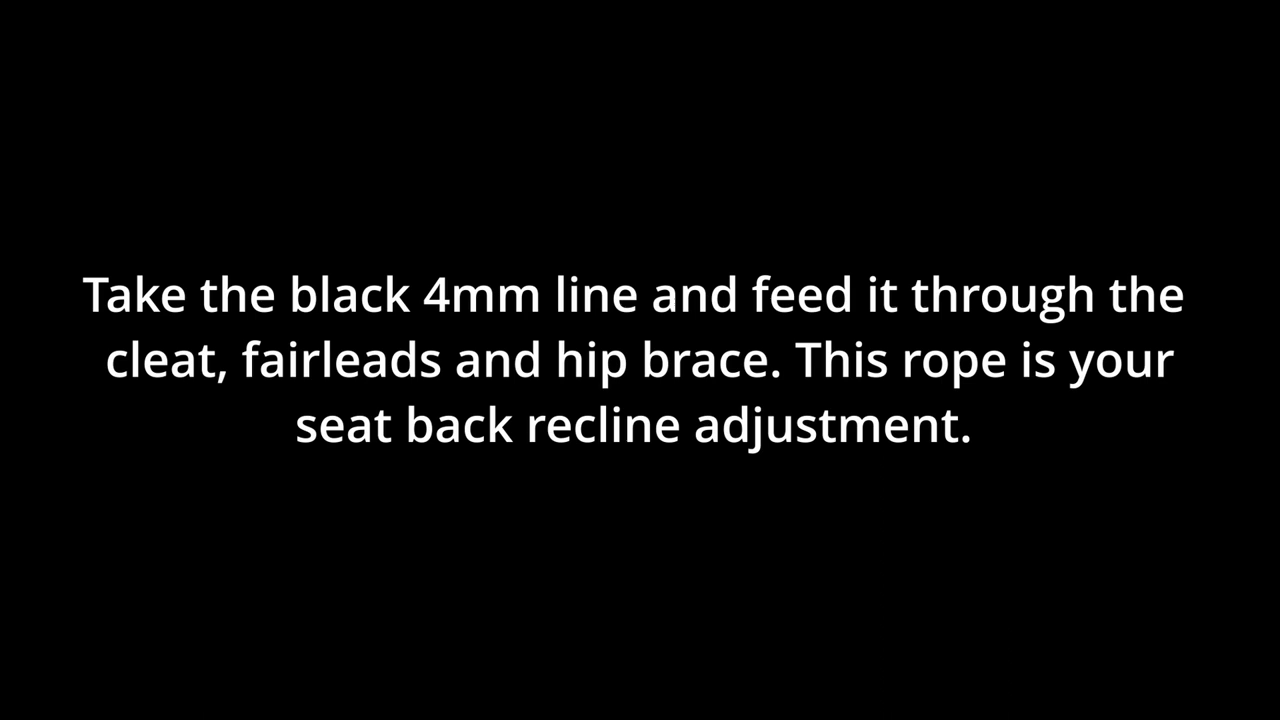 Take the black 4mm line and feed it through the
cleat, fairleads and hip brace. This rope is your
seat back recline adjustment.